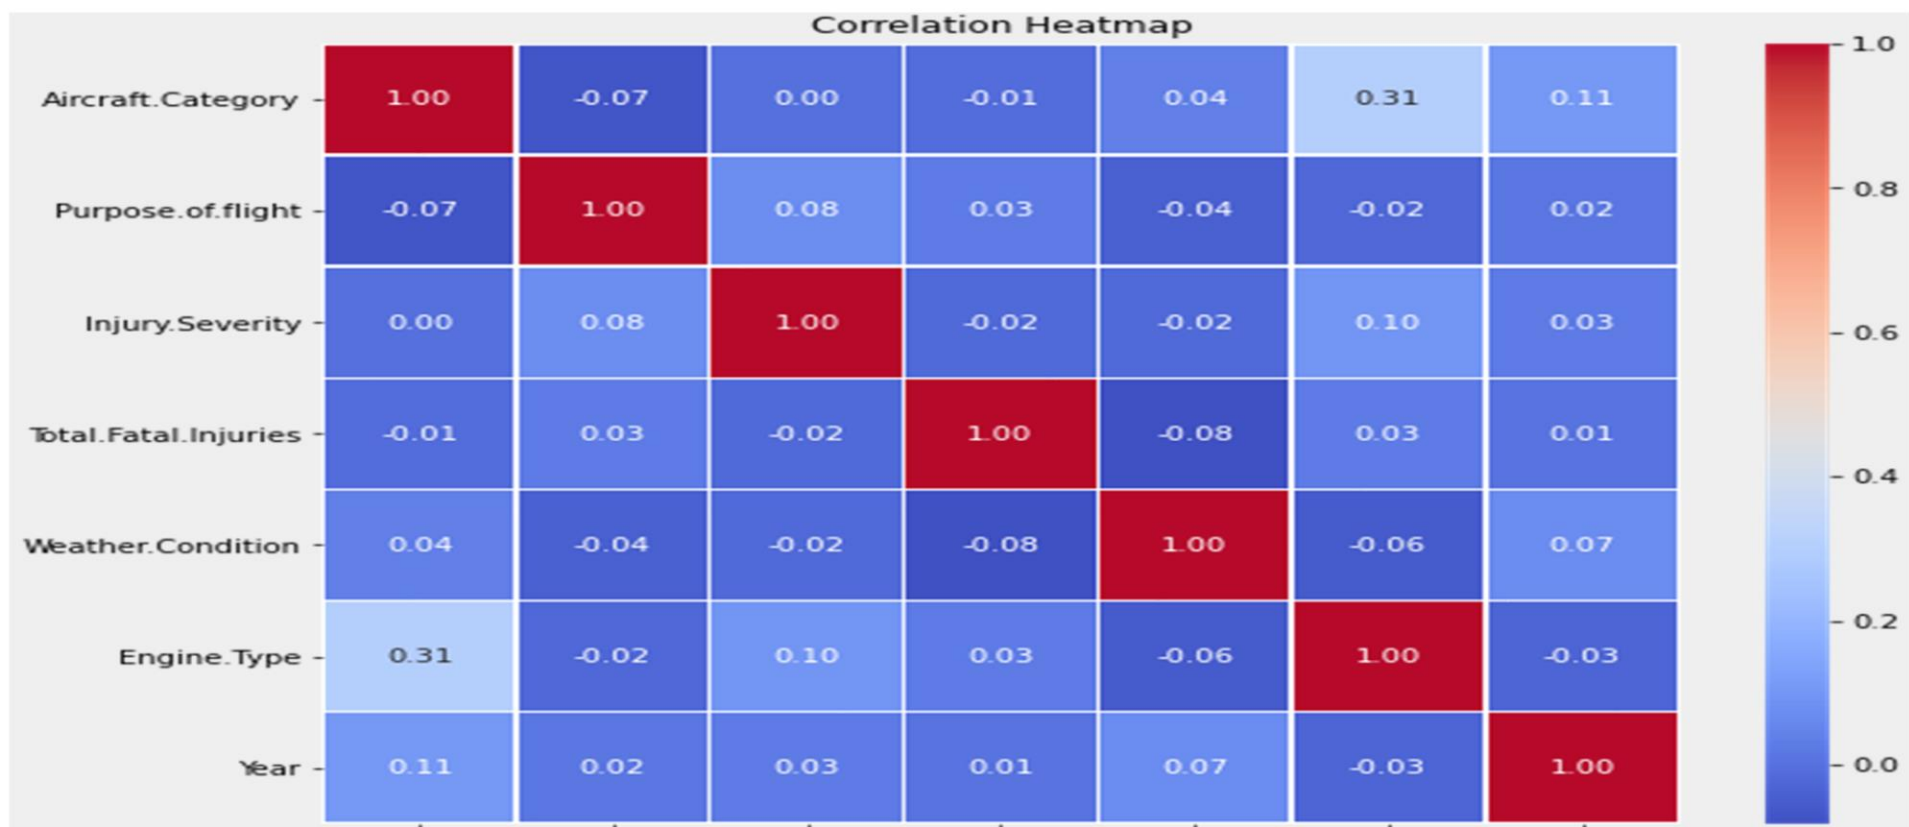 Correlation Heatmap
Aircraft.Category 1.00 -0.07 0.00 -0.01 0.04 0.31 0.11
Purpose.of.flight -0.07 1.00 0.08 0.03 -0.04 -0.02 0.02
Injury.Severity 0.00 0.08 1.00 -0.02 -0.02 0.10 0.03
Total.Fatal.Injuries -0.01 0.03 -0.02 1.00 -0.08 0.03 0.01
Weather.Condition 0.04 -0.04 -0.02 -0.08 1.00 -0.06 0.07
Engine.Type 0.31 -0.02 0.10 0.03 -0.06 1.00 -0.03
Year 0.11 0.02 0.03 0.01 0.07 -0.03 1.00
1.0
0.8
0.6
0.4
0.2
0.0